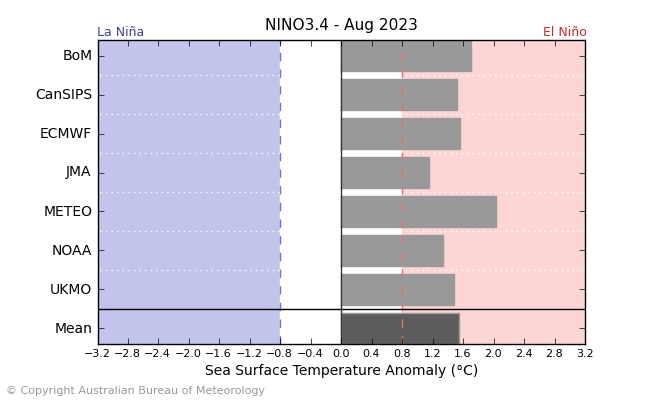 NINO3.4 - Aug 2023
La Niña El Niño
BoM
CanSIPS
ECMWF
JMA
METEO
NOAA
UKMO
Mean
−3.2 −2.8 −2.4 −2.0 −1.6 −1.2 −0.8 −0.4 0.0 0.4 0.8 1.2 1.6 2.0 2.4 2.8 3.2
Sea Surface Temperature Anomaly (°C)
© Copyright Australian Bureau of Meteorology